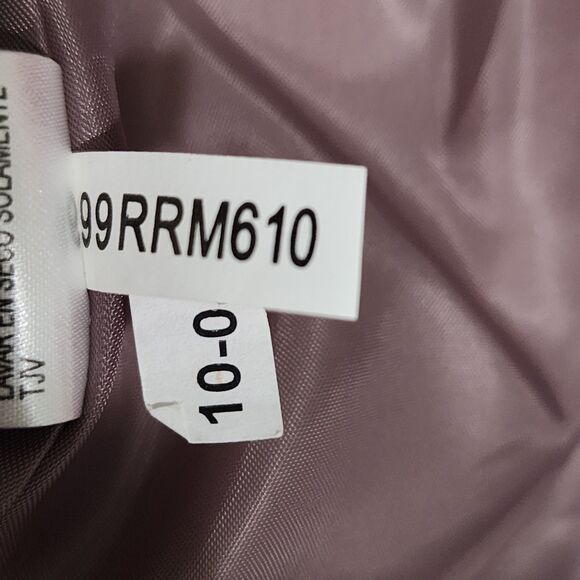 LAVAR EN SECO SOLAMENTE
TJV
99RRM610
10-0